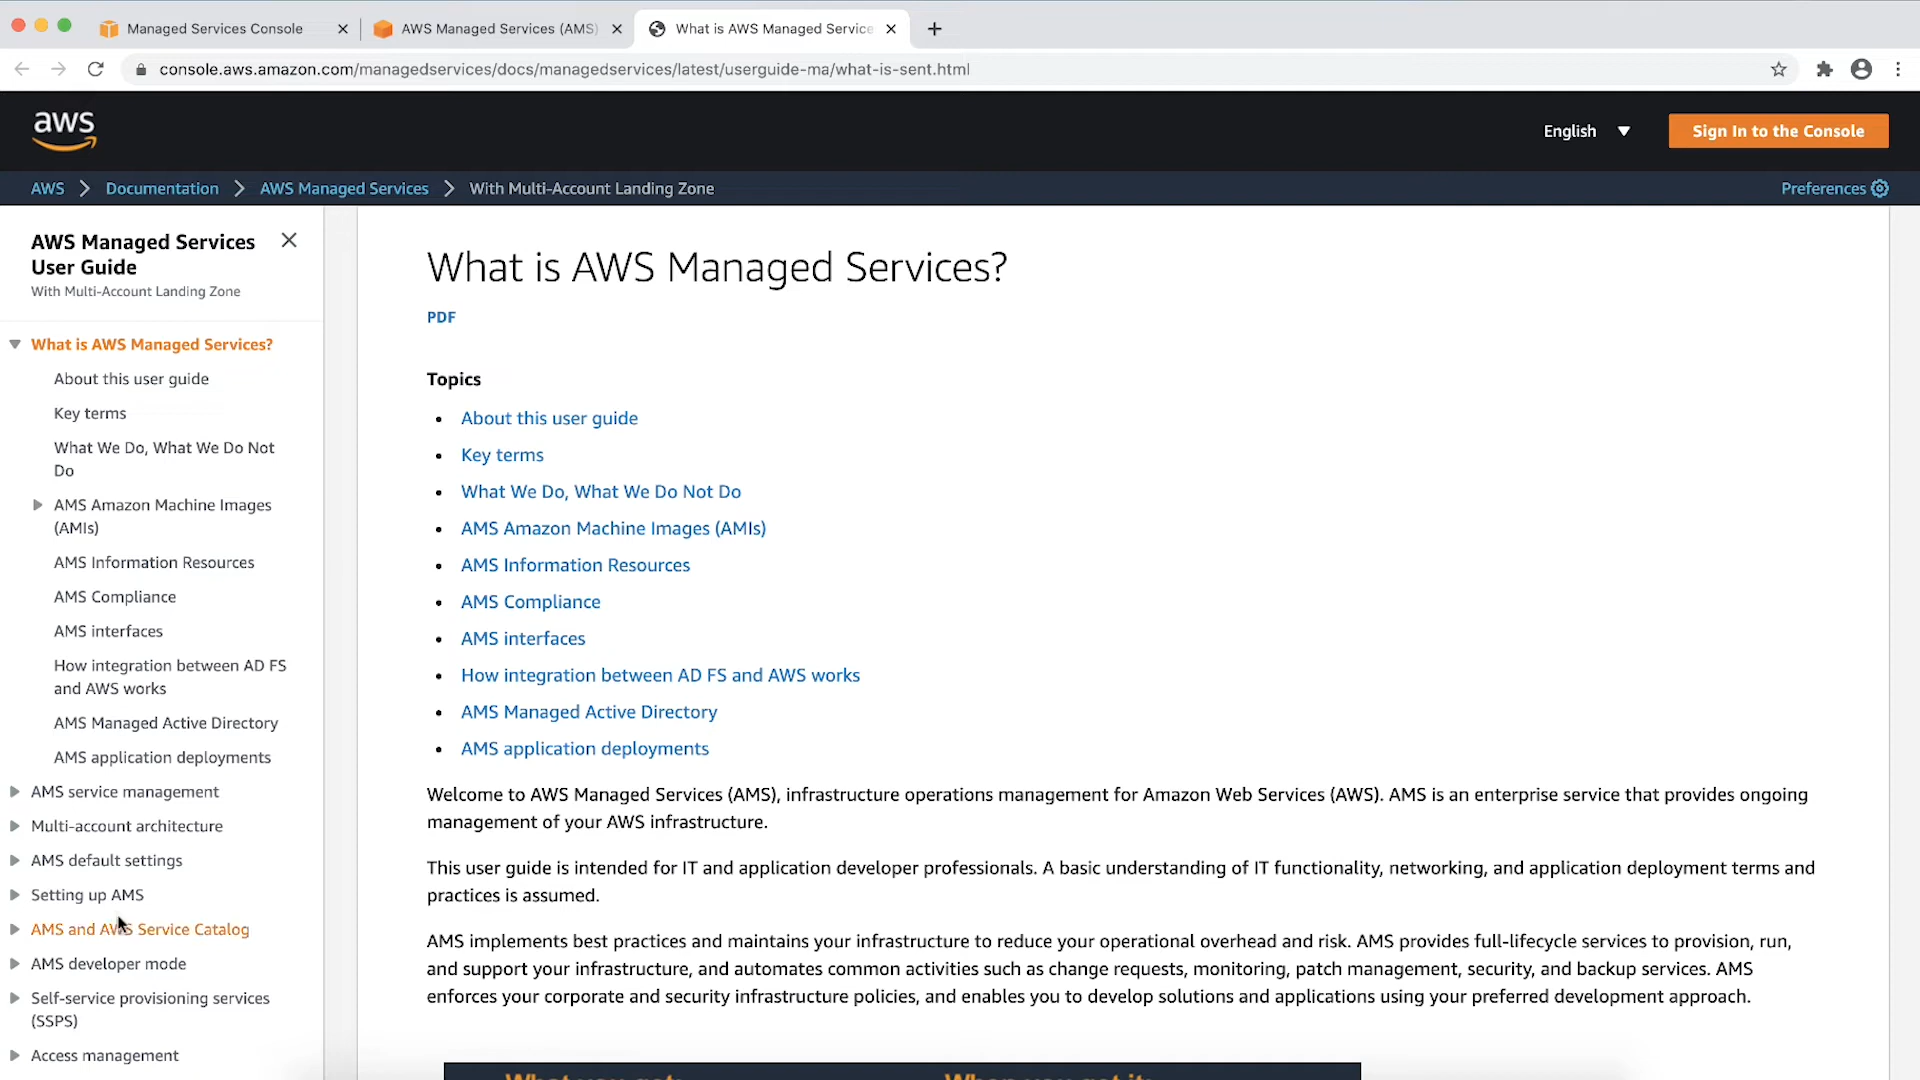 Managed Services Console
AWS Managed Services (AMS)
What is AWS Managed Service
console.aws.amazon.com/managedservices/docs/managedservices/latest/userguide-ma/what-is-sent.html
aws
English
Sign In to the Console
AWS
Documentation
AWS Managed Services
With Multi-Account Landing Zone
Preferences
AWS Managed Services
User Guide
With Multi-Account Landing Zone
What is AWS Managed Services?
About this user guide
Key terms
What We Do, What We Do Not
Do
AMS Amazon Machine Images
(AMIs)
AMS Information Resources
AMS Compliance
AMS interfaces
How integration between AD FS
and AWS works
AMS Managed Active Directory
AMS application deployments
AMS service management
Multi-account architecture
AMS default settings
Setting up AMS
AMS and AWS Service Catalog
AMS developer mode
Self-service provisioning services
(SSPS)
Access management
What is AWS Managed Services?
PDF
Topics
• About this user guide
• Key terms
• What We Do, What We Do Not Do
• AMS Amazon Machine Images (AMIs)
• AMS Information Resources
• AMS Compliance
• AMS interfaces
• How integration between AD FS and AWS works
• AMS Managed Active Directory
• AMS application deployments
Welcome to AWS Managed Services (AMS), infrastructure operations management for Amazon Web Services (AWS). AMS is an enterprise service that provides ongoing
management of your AWS infrastructure.
This user guide is intended for IT and application developer professionals. A basic understanding of IT functionality, networking, and application deployment terms and
practices is assumed.
AMS implements best practices and maintains your infrastructure to reduce your operational overhead and risk. AMS provides full-lifecycle services to provision, run,
and support your infrastructure, and automates common activities such as change requests, monitoring, patch management, security, and backup services. AMS
enforces your corporate and security infrastructure policies, and enables you to develop solutions and applications using your preferred development approach.